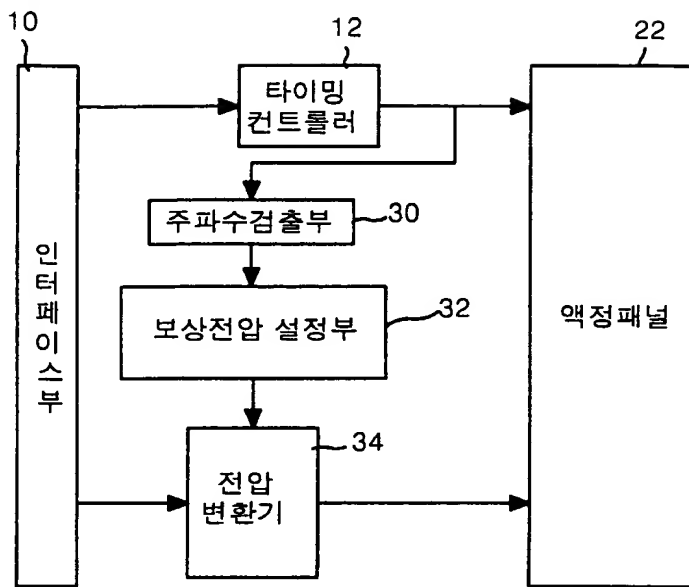 10
12
22
타이밍
컨트롤러
주파수검출부
30
인터페이스부
보상전압 설정부
32
액정패널
34
전압
변환기